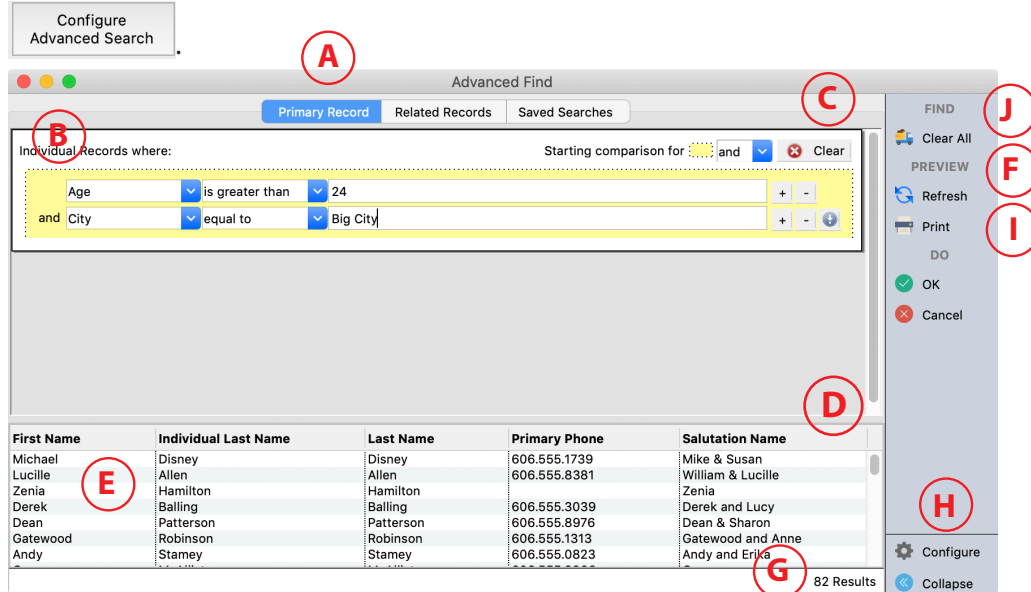 Configure
Advanced Search
.
A
Advanced Find
C
J
Primary Record Related Records Saved Searches
FIND
Clear All
B
Individual Records where:
Starting comparison for and Clear
PREVIEW
F
Age is greater than 24 + -
Refresh
and City equal to Big City + -
Print
I
DO
OK
Cancel
D
First Name Individual Last Name Last Name Primary Phone Salutation Name
Michael Disney Disney 606.555.1739 Mike & Susan
Lucille Allen Allen 606.555.8381 William & Lucille
E
Zenia Hamilton Hamilton Zenia
Derek Balling Balling 606.555.3039 Derek and Lucy
H
Dean Patterson Patterson 606.555.8976 Dean & Sharon
Gatewood Robinson Robinson 606.555.1313 Gatewood and Anne
Andy Stamey Stamey 606.555.0823 Andy and Erika
Configure
G
82 Results
Collapse